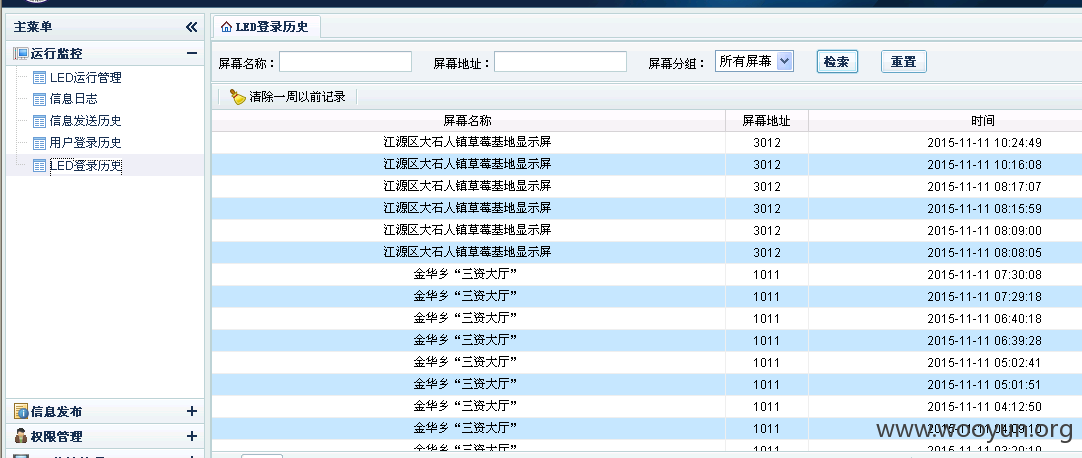 主菜单
运行监控
LED运行管理
信息日志
信息发送历史
用户登录历史
LED登录历史
信息发布
权限管理
LED登录历史
屏幕名称： 屏幕地址： 屏幕分组： 所有屏幕 检索 重置
清除一周以前记录
屏幕名称 屏幕地址 时间
江源区大石人镇草莓基地显示屏 3012 2015-11-11 10:24:49
江源区大石人镇草莓基地显示屏 3012 2015-11-11 10:16:08
江源区大石人镇草莓基地显示屏 3012 2015-11-11 08:17:07
江源区大石人镇草莓基地显示屏 3012 2015-11-11 08:15:59
江源区大石人镇草莓基地显示屏 3012 2015-11-11 08:09:00
江源区大石人镇草莓基地显示屏 3012 2015-11-11 08:08:05
金华乡“三资大厅” 1011 2015-11-11 07:30:08
金华乡“三资大厅” 1011 2015-11-11 07:29:18
金华乡“三资大厅” 1011 2015-11-11 06:40:18
金华乡“三资大厅” 1011 2015-11-11 06:39:28
金华乡“三资大厅” 1011 2015-11-11 05:02:41
金华乡“三资大厅” 1011 2015-11-11 05:01:51
金华乡“三资大厅” 1011 2015-11-11 04:12:50
金华乡“三资大厅” 1011 2015-11-11 04:09:10
金华乡“三资大厅” 1011 2015-11-11 03:20:10
www.wooyun.org